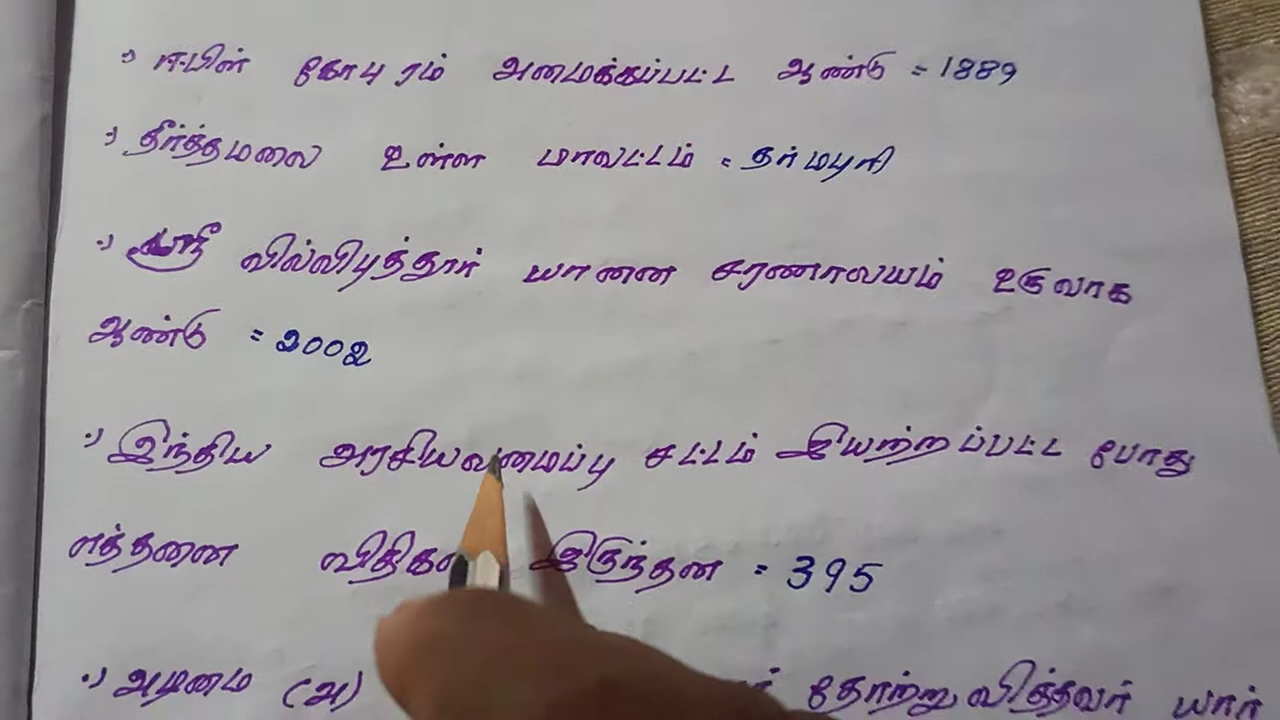 ஈபிள் கோபுரம் அமைக்கப்பட்ட ஆண்டு = 1889
தீர்த்தமலை உள்ள மாவட்டம் = தர்மபுரி
ஸ்ரீ வில்லிபுத்தூர் யானை சரணாலயம் உருவாக
ஆண்டு = 2002
இந்திய அரசியலமைப்பு சட்டம் இயற்றப்பட்ட போது
எத்தனை இருந்தன = 395
அடிமை (அ) தோற்றுவித்தவர் யார்